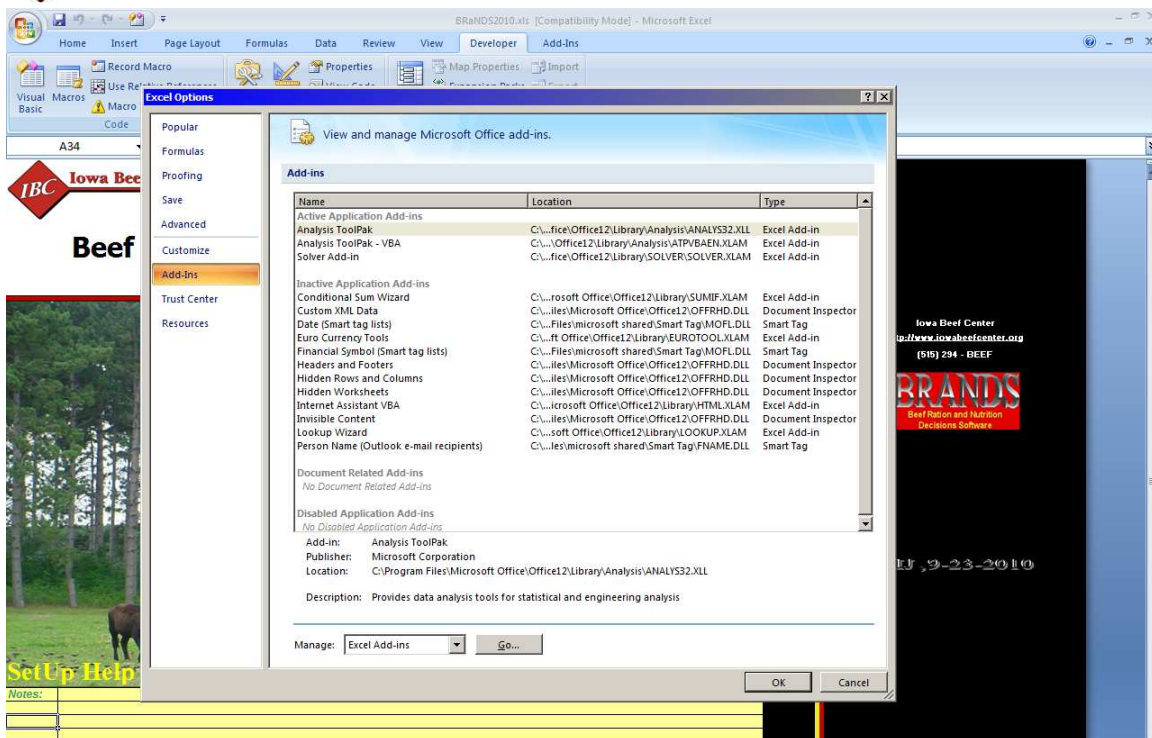 BRaNDS2010.xls [Compatibility Mode] - Microsoft Excel
Home Insert Page Layout Formulas Data Review View Developer Add-Ins
Record Macro Properties Map Properties Import
Visual Basic Macros Macro
Code
Excel Options
A34
IBC Iowa Bee
Beef
Popular
Formulas
Proofing
Save
Advanced
Customize
Add-Ins
Trust Center
Resources
View and manage Microsoft Office add-ins.
Add-ins
Name Location Type
Active Application Add-ins
Analysis ToolPak C:\...fice\Office12\Library\Analysis\ANALYS32.XLL Excel Add-in
Analysis ToolPak - VBA C:\...\Office12\Library\Analysis\ATPVBAEN.XLAM Excel Add-in
Solver Add-in C:\...fice\Office12\Library\SOLVER\SOLVER.XLAM Excel Add-in
Inactive Application Add-ins
Conditional Sum Wizard C:\...rosoft Office\Office12\Library\SUMIF.XLAM Excel Add-in
Custom XML Data C:\...iles\Microsoft Office\Office12\OFFRHD.DLL Document Inspector
Date (Smart tag lists) C:\...Files\microsoft shared\Smart Tag\MOFL.DLL Smart Tag
Euro Currency Tools C:\...ft Office\Office12\Library\EUROTOOL.XLAM Excel Add-in
Financial Symbol (Smart tag lists) C:\...Files\microsoft shared\Smart Tag\MOFL.DLL Smart Tag
Headers and Footers C:\...iles\Microsoft Office\Office12\OFFRHD.DLL Document Inspector
Hidden Rows and Columns C:\...iles\Microsoft Office\Office12\OFFRHD.DLL Document Inspector
Hidden Worksheets C:\...iles\Microsoft Office\Office12\OFFRHD.DLL Document Inspector
Internet Assistant VBA C:\...icrosoft Office\Office12\Library\HTML.XLAM Excel Add-in
Invisible Content C:\...iles\Microsoft Office\Office12\OFFRHD.DLL Document Inspector
Lookup Wizard C:\...soft Office\Office12\Library\LOOKUP.XLAM Excel Add-in
Person Name (Outlook e-mail recipients) C:\...les\microsoft shared\Smart Tag\FNAME.DLL Smart Tag
Document Related Add-ins
No Document Related Add-ins
Disabled Application Add-ins
No Disabled Application Add-ins
Add-in: Analysis ToolPak
Publisher: Microsoft Corporation
Location: C:\Program Files\Microsoft Office\Office12\Library\Analysis\ANALYS32.XLL
Description: Provides data analysis tools for statistical and engineering analysis
Manage: Excel Add-ins Go...
OK Cancel
Iowa Beef Center
tp://www.iowabeefcenter.org
(515) 294 - BEEF
BRANDS
Beef Ration and Nutrition
Decisions Software
,9-23-2010
SetUp Help
Notes: